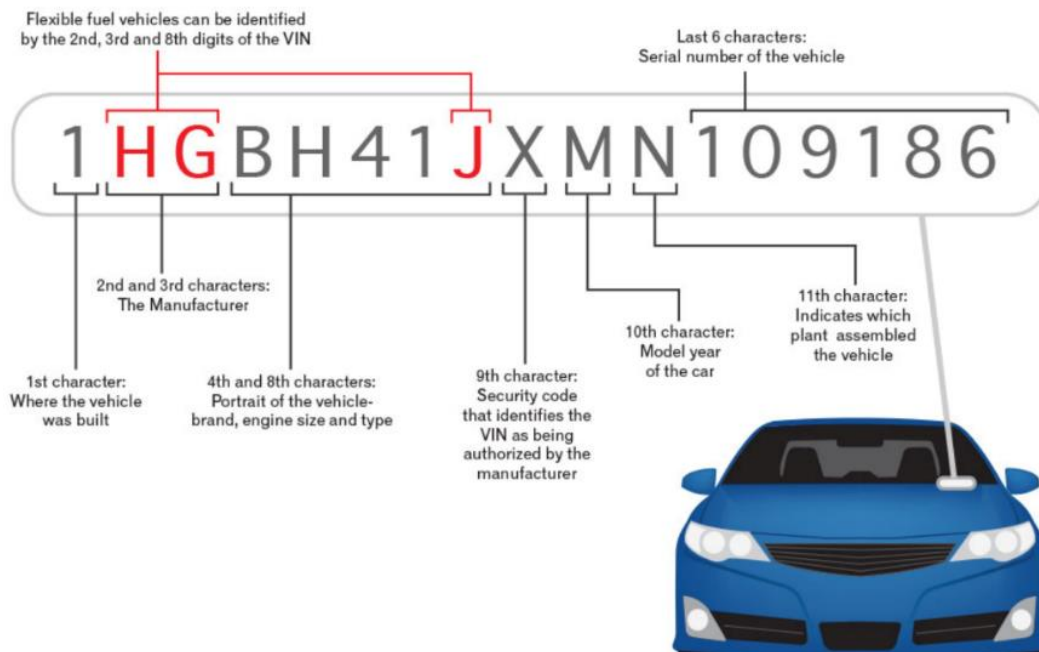 Flexible fuel vehicles can be identified
by the 2nd, 3rd and 8th digits of the VIN
Last 6 characters:
Serial number of the vehicle
1HGBH41JXMN109186
2nd and 3rd characters:
The Manufacturer
11th character:
Indicates which
plant assembled
the vehicle
10th character:
Model year
of the car
1st character:
Where the vehicle
was built
4th and 8th characters:
Portrait of the vehicle-
brand, engine size and type
9th character:
Security code
that identifies the
VIN as being
authorized by the
manufacturer